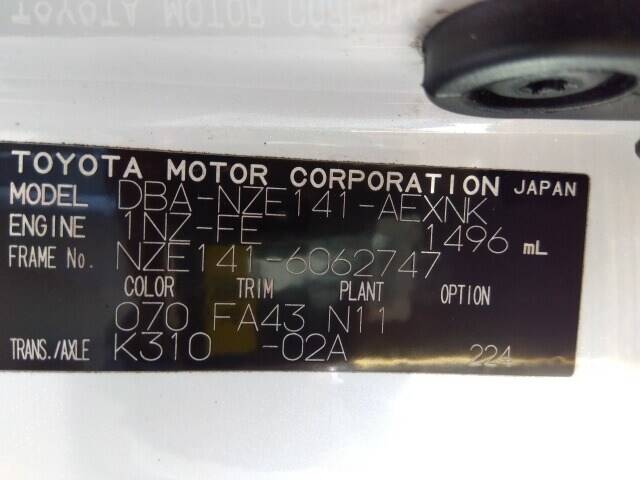 TOYOTA MOTOR CORPORATION JAPAN
MODEL DBA-NZE141-AEXNK
ENGINE 1NZ-FE 1496 mL
FRAME No. NZE141-6062747
COLOR TRIM PLANT OPTION
070 FA43 N11
TRANS./AXLE K310 -02A 224